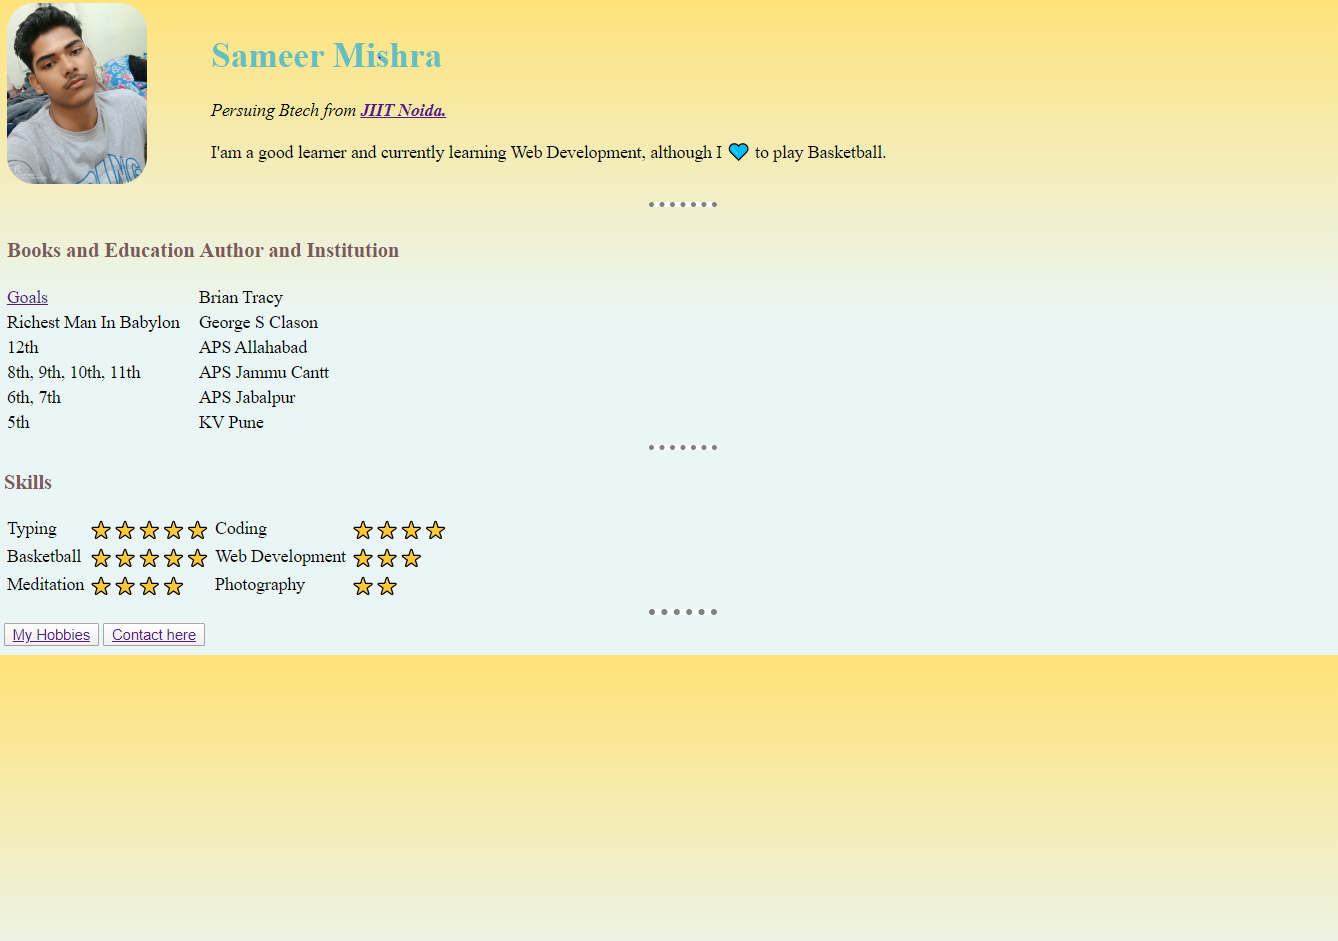 Sameer Mishra
Persuing Btech from JIIT Noida.
I'am a good learner and currently learning Web Development, although I to play Basketball.
Books and Education Author and Institution
Goals Brian Tracy
Richest Man In Babylon George S Clason
12th APS Allahabad
8th, 9th, 10th, 11th APS Jammu Cantt
6th, 7th APS Jabalpur
5th KV Pune
Skills
Typing Coding
Basketball Web Development
Meditation Photography
My Hobbies Contact here